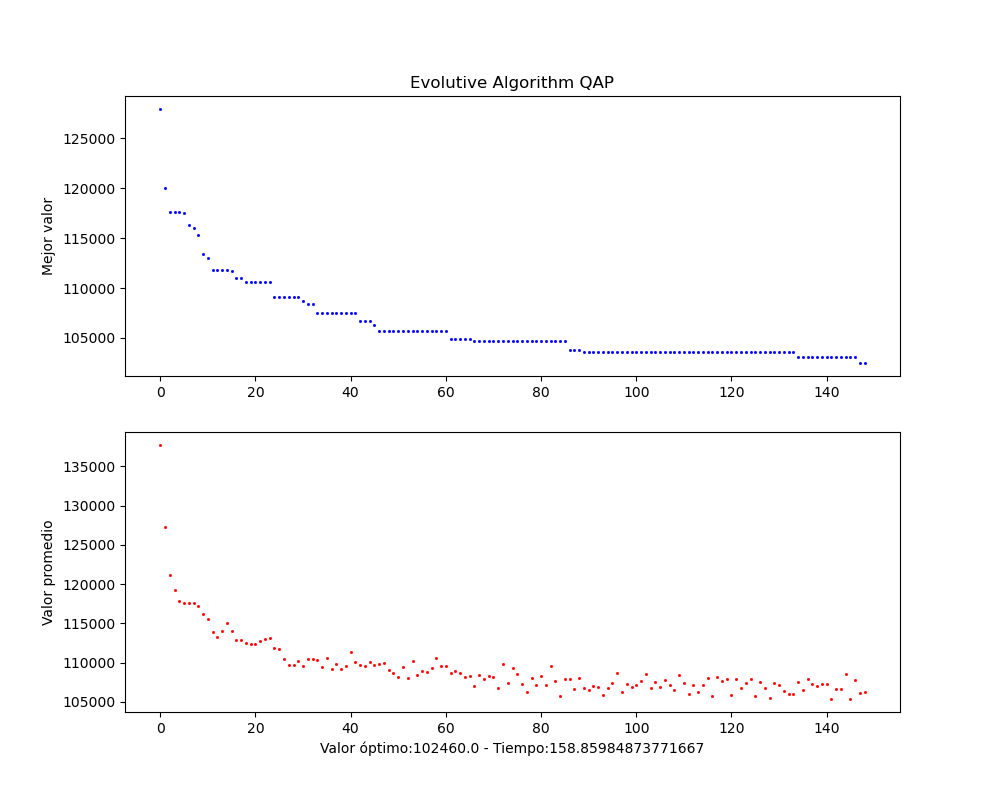 Evolutive Algorithm QAP
Mejor valor
125000
120000
115000
110000
105000
0 20 40 60 80 100 120 140
Valor promedio
135000
130000
125000
120000
115000
110000
105000
0 20 40 60 80 100 120 140
Valor óptimo:102460.0 - Tiempo:158.85984873771667